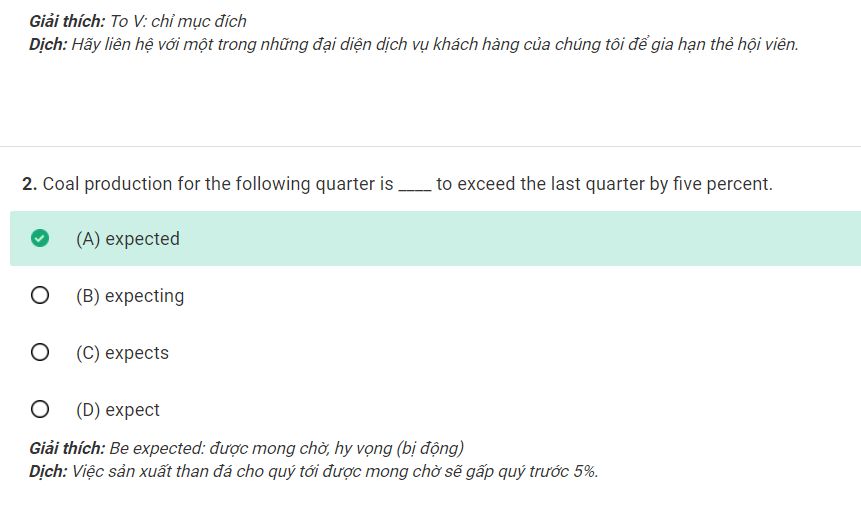 Giải thích: To V: chỉ mục đích
Dịch: Hãy liên hệ với một trong những đại diện dịch vụ khách hàng của chúng tôi để gia hạn thẻ hội viên.
2. Coal production for the following quarter is ____ to exceed the last quarter by five percent.
(A) expected
(B) expecting
(C) expects
(D) expect
Giải thích: Be expected: được mong chờ, hy vọng (bị động)
Dịch: Việc sản xuất than đá cho quý tới được mong chờ sẽ gấp quý trước 5%.